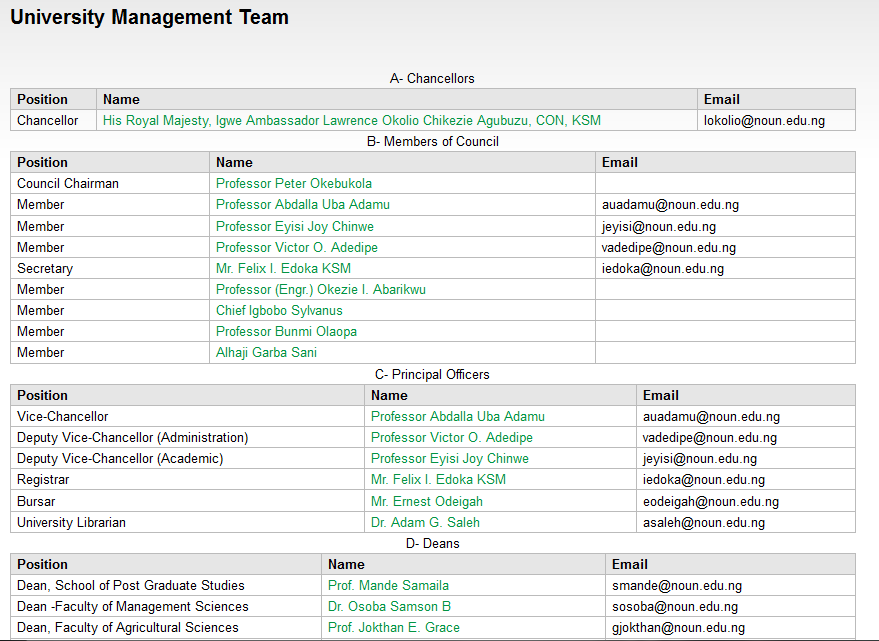 University Management Team
A- Chancellors
Position Name Email
Chancellor His Royal Majesty, Igwe Ambassador Lawrence Okolio Chikezie Agubuzu, CON, KSM lokolio@noun.edu.ng
B- Members of Council
Position Name Email
Council Chairman Professor Peter Okebukola
Member Professor Abdalla Uba Adamu auadamu@noun.edu.ng
Member Professor Eyisi Joy Chinwe jeyisi@noun.edu.ng
Member Professor Victor O. Adedipe vadedipe@noun.edu.ng
Secretary Mr. Felix I. Edoka KSM iedoka@noun.edu.ng
Member Professor (Engr.) Okezie I. Abarikwu
Member Chief Igbobo Sylvanus
Member Professor Bunmi Olaopa
Member Alhaji Garba Sani
C- Principal Officers
Position Name Email
Vice-Chancellor Professor Abdalla Uba Adamu auadamu@noun.edu.ng
Deputy Vice-Chancellor (Administration) Professor Victor O. Adedipe vadedipe@noun.edu.ng
Deputy Vice-Chancellor (Academic) Professor Eyisi Joy Chinwe jeyisi@noun.edu.ng
Registrar Mr. Felix I. Edoka KSM iedoka@noun.edu.ng
Bursar Mr. Ernest Odeigah eodeigah@noun.edu.ng
University Librarian Dr. Adam G. Saleh asaleh@noun.edu.ng
D- Deans
Position Name Email
Dean, School of Post Graduate Studies Prof. Mande Samaila smande@noun.edu.ng
Dean -Faculty of Management Sciences Dr. Osoba Samson B sosoba@noun.edu.ng
Dean, Faculty of Agricultural Sciences Prof. Jokthan E. Grace gjokthan@noun.edu.ng